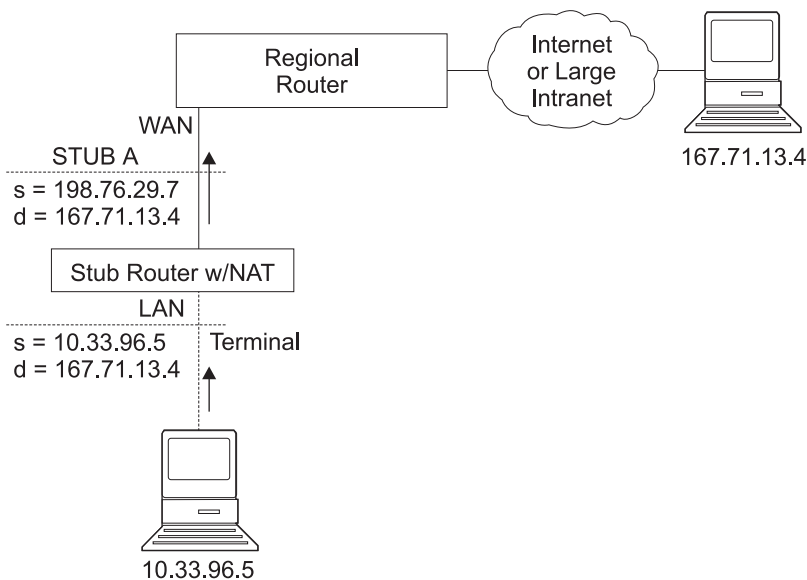 Regional
Router
Internet
or Large
Intranet
167.71.13.4
WAN
STUB A
s = 198.76.29.7
d = 167.71.13.4
Stub Router w/NAT
LAN
s = 10.33.96.5
d = 167.71.13.4
Terminal
10.33.96.5